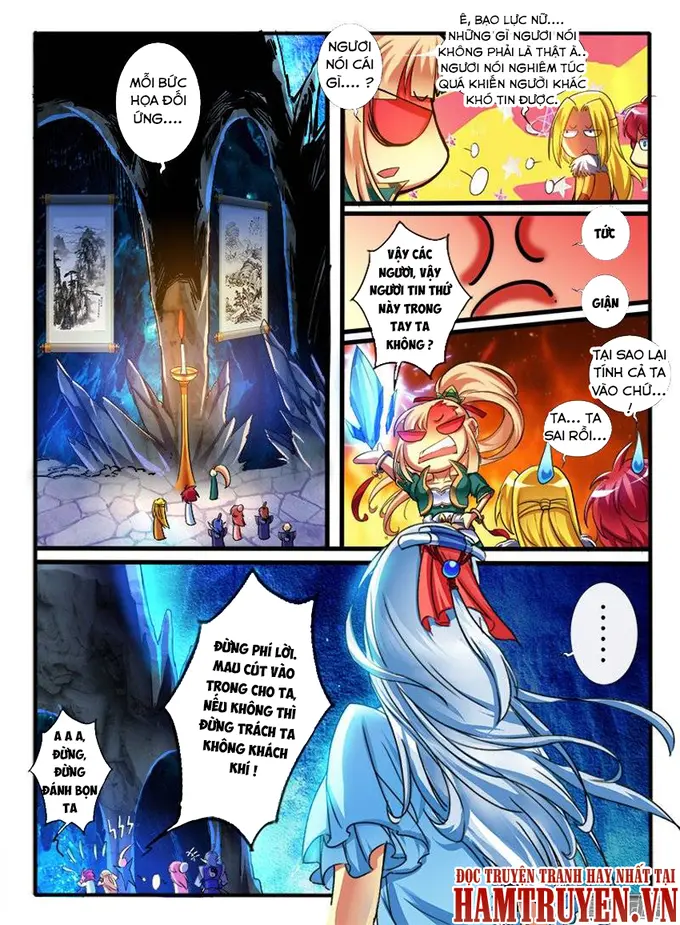 MỖI BỨC
HỌA ĐỐI
ỨNG....
NGƯƠI
NÓI CÁI
GÌ.... ?
Ê, BẠO LỰC NỮ....
NHỮNG GÌ NGƯƠI NÓI
KHÔNG PHẢI LÀ THẬT À..
NGƯƠI NÓI NGHIÊM TÚC
QUÁ KHIẾN NGƯỜI KHÁC
KHÓ TIN ĐƯỢC.
TỨC
GIẬN
VẬY CÁC
NGƯƠI, VẬY
NGƯƠI TIN THỨ
NÀY TRONG
TAY TA
KHÔNG ?
TẠI SAO LẠI
TÍNH CẢ TA
VÀO CHỨ...
!
TA... TA
SAI RỒI...
ĐỪNG PHÍ LỜI.
MAU CÚT VÀO
TRONG CHO TA,
NẾU KHÔNG THÌ
ĐỪNG TRÁCH TA
KHÔNG KHÁCH
KHÍ !
......
A A A,
ĐỪNG,
ĐỪNG
ĐÁNH BỌN
TA
ĐỌC TRUYỆN TRANH HAY NHẤT TẠI
HAMTRUYEN.VN